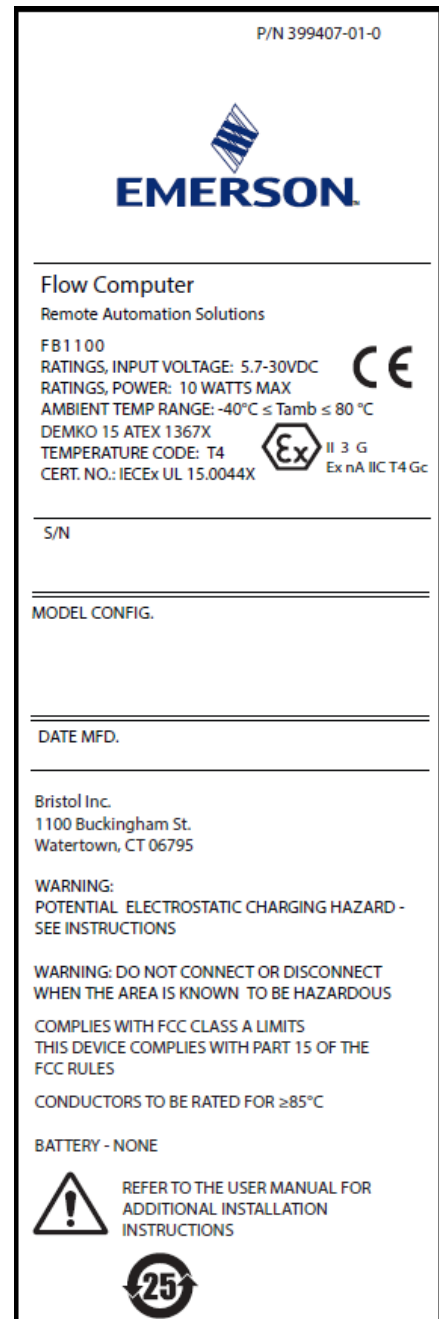 P/N 399407-01-0
EMERSON™
Flow Computer
Remote Automation Solutions
FB1100
RATINGS, INPUT VOLTAGE: 5.7-30VDC
CE
RATINGS, POWER: 10 WATTS MAX
AMBIENT TEMP RANGE: -40°C ≤ Tamb ≤ 80 °C
DEMKO 15 ATEX 1367X
TEMPERATURE CODE: T4
CERT. NO.: IECEx UL 15.0044X
Ex
II 3 G
Ex nA IIC T4 Gc
S/N
MODEL CONFIG.
DATE MFD.
Bristol Inc.
1100 Buckingham St.
Watertown, CT 06795
WARNING:
POTENTIAL ELECTROSTATIC CHARGING HAZARD -
SEE INSTRUCTIONS
WARNING: DO NOT CONNECT OR DISCONNECT
WHEN THE AREA IS KNOWN TO BE HAZARDOUS
COMPLIES WITH FCC CLASS A LIMITS
THIS DEVICE COMPLIES WITH PART 15 OF THE
FCC RULES
CONDUCTORS TO BE RATED FOR ≥85°C
BATTERY - NONE
REFER TO THE USER MANUAL FOR
ADDITIONAL INSTALLATION
INSTRUCTIONS
25